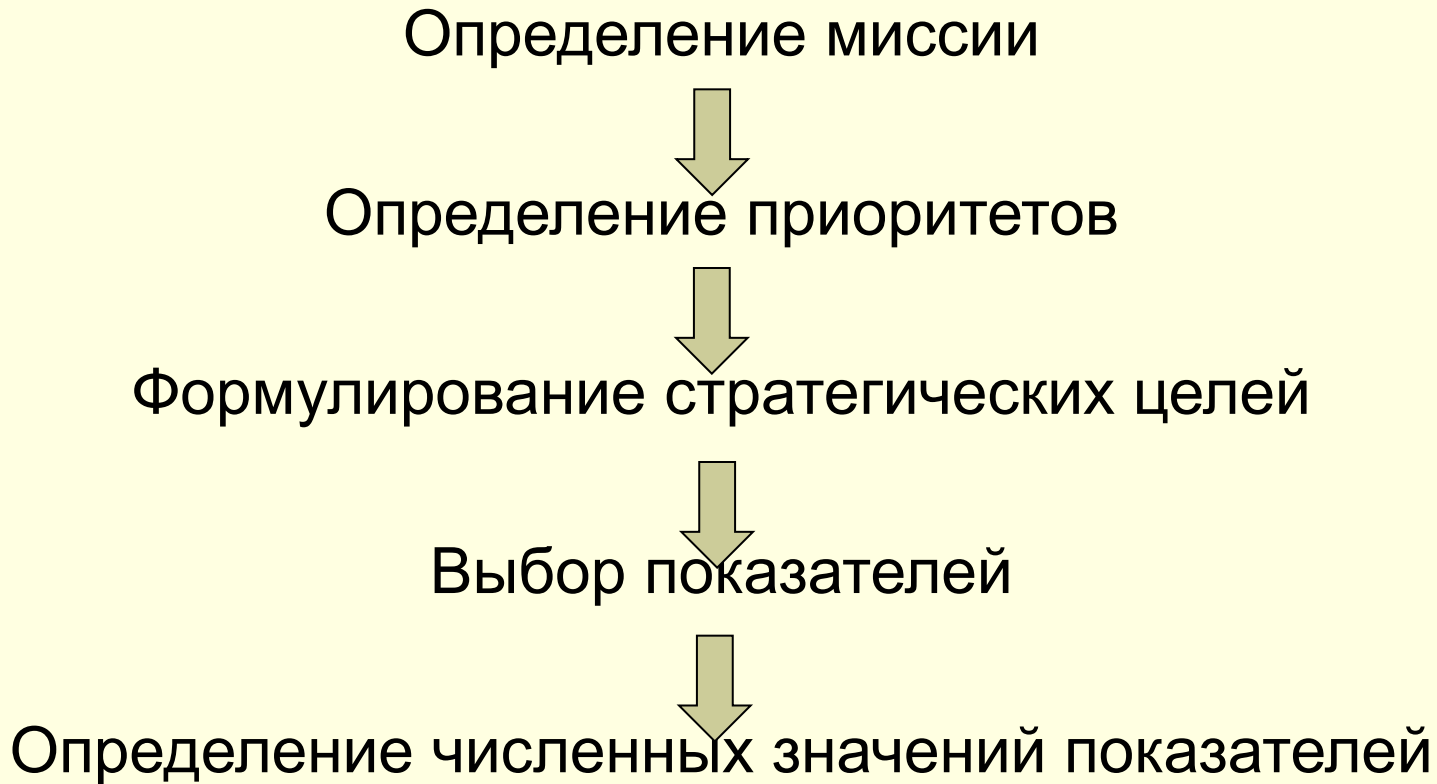 Определение миссии
Определение приоритетов
Формулирование стратегических целей
Выбор показателей
Определение численных значений показателей